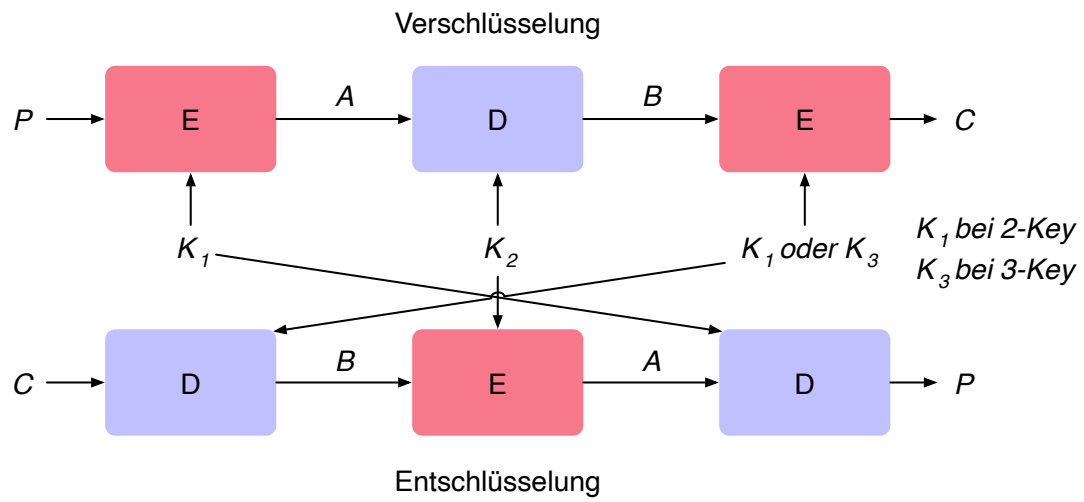 Verschlüsselung
P E A D B E C
K1 K2 K1 oder K3
K1 bei 2-Key
K3 bei 3-Key
C D B E A D P
Entschlüsselung